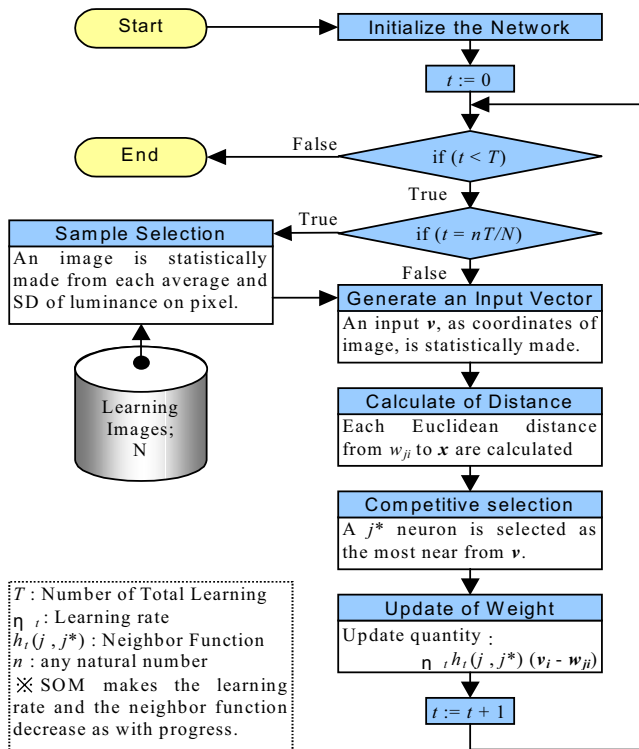 Start
Initialize the Network
t := 0
False
End
if (t < T)
True
True
if (t = nT/N)
False
Sample Selection
An image is statistically
made from each average and
SD of luminance on pixel.
Generate an Input Vector
An input v, as coordinates of
image, is statistically made.
Learning
Images;
N
Calculate of Distance
Each Euclidean distance
from wji to x are calculated
Competitive selection
A j* neuron is selected as
the most near from v.
Update of Weight
Update quantity :
η t ht(j , j*) (vi - wji)
t := t + 1
T : Number of Total Learning
η t : Learning rate
ht(j , j*) : Neighbor Function
n : any natural number
※ SOM makes the learning
rate and the neighbor function
decrease as with progress.